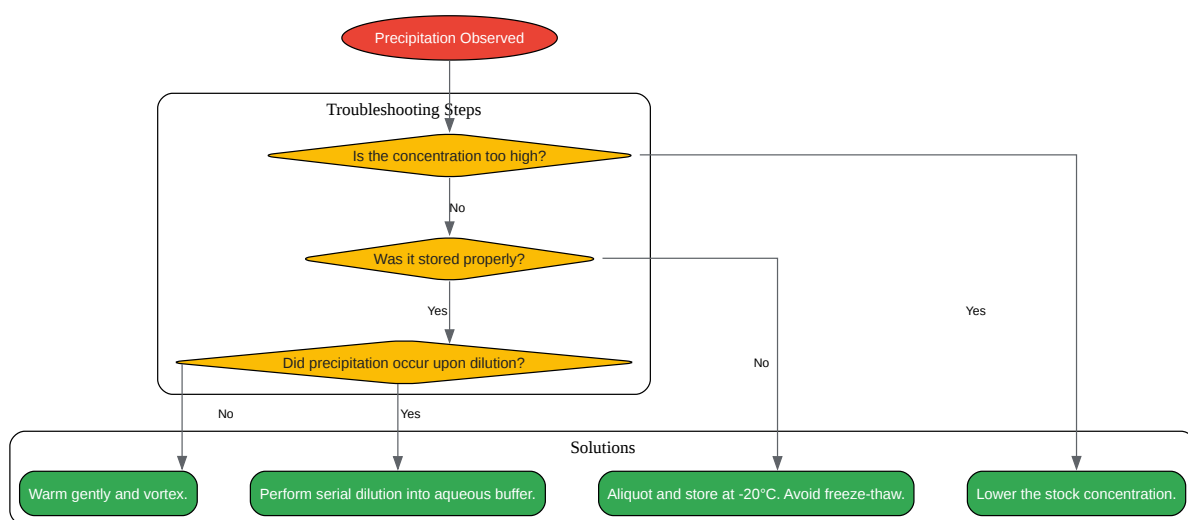 Precipitation Observed
Troubleshooting Steps
Is the concentration too high?
No
Was it stored properly?
Yes
Yes
Did precipitation occur upon dilution?
No
No
Yes
Solutions
Warm gently and vortex.
Perform serial dilution into aqueous buffer.
Aliquot and store at -20°C. Avoid freeze-thaw.
Lower the stock concentration.